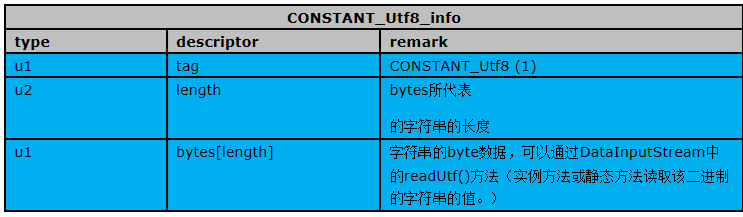 CONSTANT_Utf8_info
type descriptor remark
u1 tag CONSTANT_Utf8 (1)
u2 length bytes所代表
的字符串的长度
u1 bytes[length] 字符串的byte数据，可以通过DataInputStream中
的readUtf()方法（实例方法或静态方法读取该二进制
的字符串的值。）